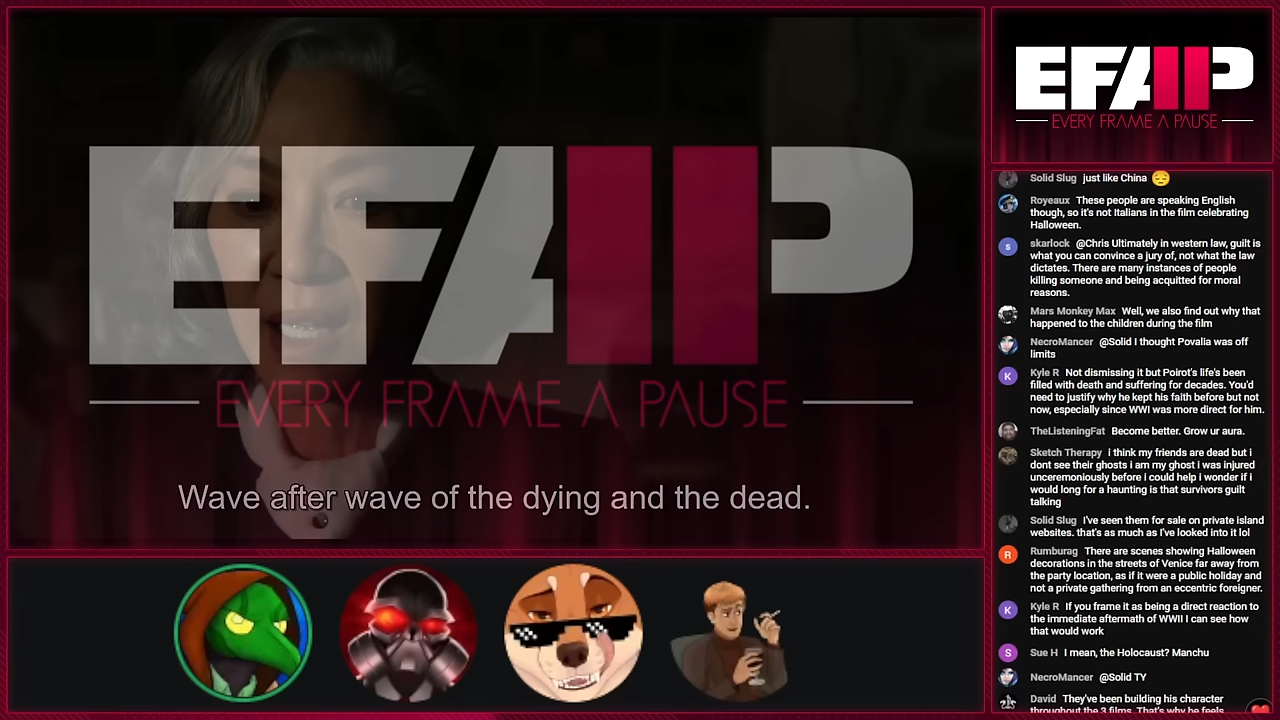 EFAP
EVERY FRAME A PAUSE
Wave after wave of the dying and the dead.
EFAP
EVERY FRAME A PAUSE
Solid Slug just like China 😔
Royeaux These people are speaking English
though, so it's not Italians in the film celebrating
Halloween.
s
skarlock @Chris Ultimately in western law, guilt is
what you can convince a jury of, not what the law
dictates. There are many instances of people
killing someone and being acquitted for moral
reasons.
Mars Monkey Max Well, we also find out why that
happened to the children during the film
NecroMancer @Solid I thought Povalia was off
limits
K
Kyle R Not dismissing it but Poirot's life's been
filled with death and suffering for decades. You'd
need to justify why he kept his faith before but not
now, especially since WWI was more direct for him.
TheListeningFat Become better. Grow ur aura.
Sketch Therapy i think my friends are dead but i
dont see their ghosts i am my ghost i was injured
unceremoniously before i could help i wonder if i
would long for a haunting is that survivors guilt
talking
Solid Slug I've seen them for sale on private island
websites. that's as much as I've looked into it lol
R
Rumburag There are scenes showing Halloween
decorations in the streets of Venice far away from
the party location, as if it were a public holiday and
not a private gathering from an eccentric foreigner.
K
Kyle R If you frame it as being a direct reaction to
the immediate aftermath of WWII I can see how
that would work
S
Sue H I mean, the Holocaust? Manchu
NecroMancer @Solid TY
David They've been building his character
throughout the 3 films. That's why he feels